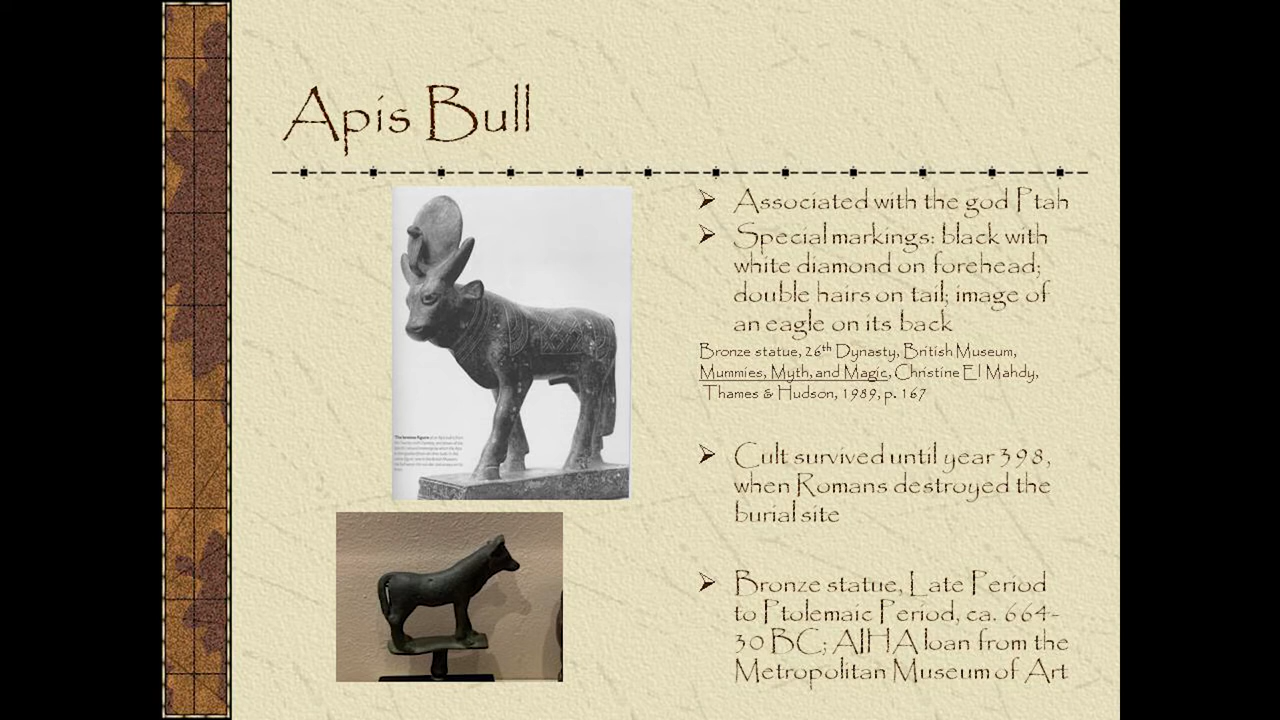 Apis Bull
Associated with the god Ptah
Special markings: black with
white diamond on forehead;
double hairs on tail; image of
an eagle on its back
Bronze statue, 26th Dynasty, British Museum,
Mummies, Myth, and Magic, Christine El Mahdy,
Thames & Hudson, 1989, p. 167
Cult survived until year 398,
when Romans destroyed the
burial site
Bronze statue, Late Period
to Ptolemaic Period, ca. 664-
30 BC; AIHA loan from the
Metropolitan Museum of Art